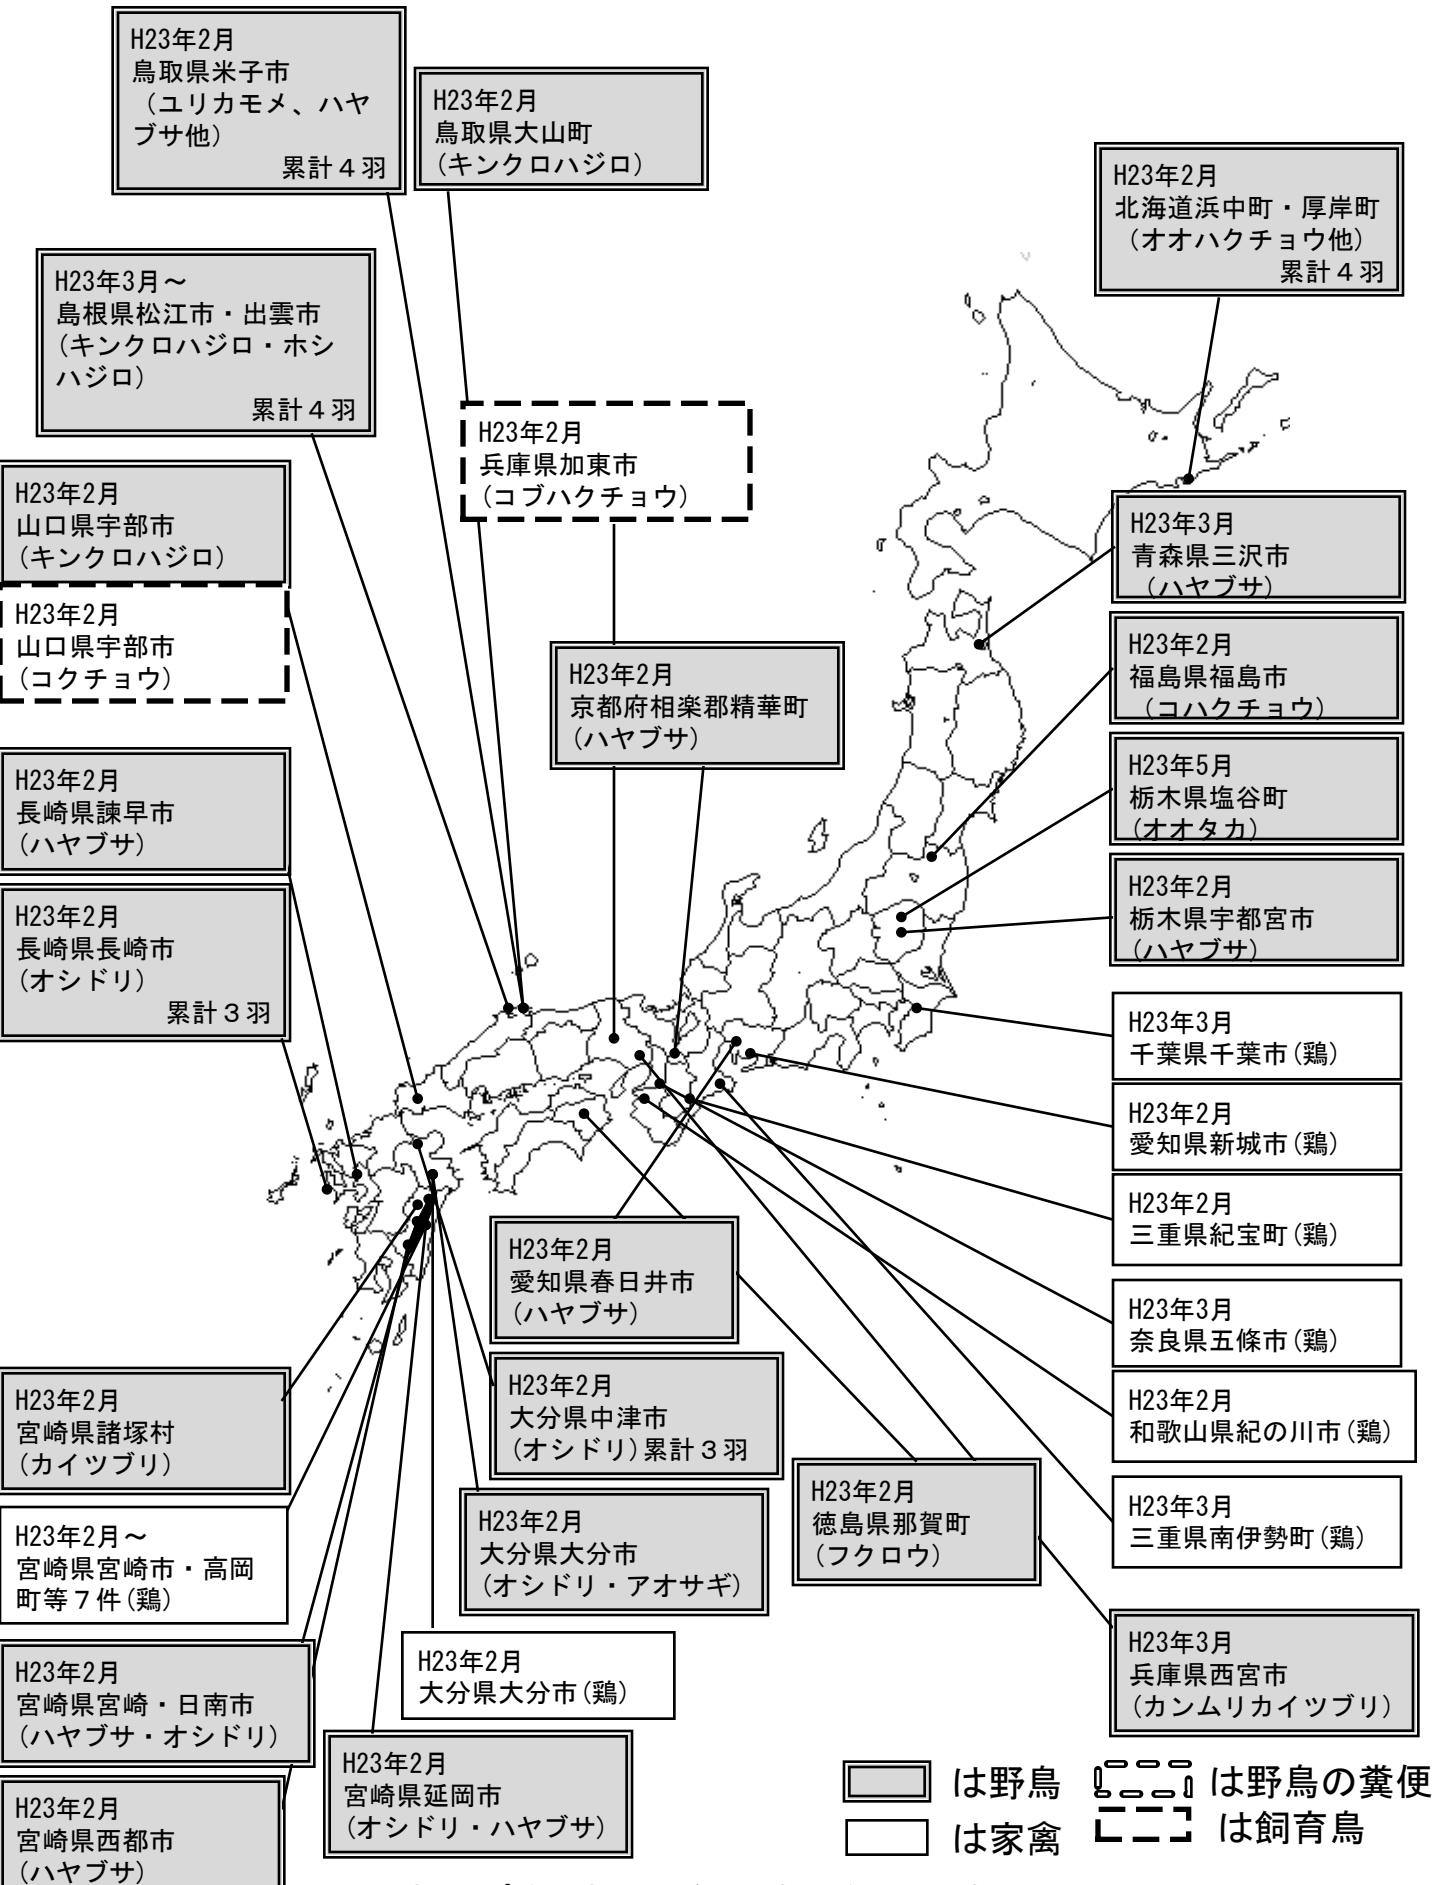 H23年2月
鳥取県米子市
（ユリカモメ、ハヤ
ブサ他）
累計４羽
H23年2月
鳥取県大山町
(キンクロハジロ)
H23年2月
北海道浜中町・厚岸町
（オオハクチョウ他）
累計４羽
H23年3月～
島根県松江市・出雲市
(キンクロハジロ・ホシ
ハジロ)
累計４羽
H23年2月
兵庫県加東市
(コブハクチョウ)
H23年2月
山口県宇部市
(キンクロハジロ)
H23年2月
山口県宇部市
(コクチョウ)
H23年3月
青森県三沢市
（ハヤブサ）
H23年2月
福島県福島市
（コハクチョウ）
H23年2月
京都府相楽郡精華町
(ハヤブサ)
H23年5月
栃木県塩谷町
(オオタカ)
H23年2月
栃木県宇都宮市
(ハヤブサ)
H23年2月
長崎県諫早市
(ハヤブサ)
H23年2月
長崎県長崎市
(オシドリ)
累計３羽
H23年3月
千葉県千葉市(鶏)
H23年2月
愛知県新城市(鶏)
H23年2月
三重県紀宝町(鶏)
H23年3月
奈良県五條市(鶏)
H23年2月
和歌山県紀の川市(鶏)
H23年3月
三重県南伊勢町(鶏)
H23年2月
愛知県春日井市
(ハヤブサ)
H23年2月
大分県中津市
(オシドリ)累計３羽
H23年2月
大分県大分市
(オシドリ・アオサギ)
H23年2月
徳島県那賀町
(フクロウ)
H23年3月
兵庫県西宮市
(カンムリカイツブリ)
H23年2月
宮崎県諸塚村
(カイツブリ)
H23年2月～
宮崎県宮崎市・高岡
町等７件(鶏)
H23年2月
宮崎県宮崎・日南市
(ハヤブサ・オシドリ)
H23年2月
宮崎県西都市
(ハヤブサ)
H23年2月
大分県大分市(鶏)
H23年2月
宮崎県延岡市
(オシドリ・ハヤブサ)
は野鳥
は野鳥の糞便
は家禽
は飼育鳥